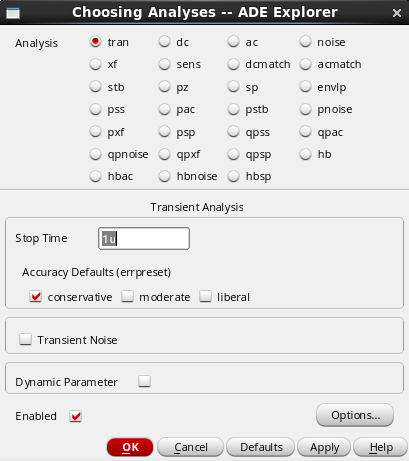 Choosing Analyses -- ADE Explorer
Analysis tran dc ac noise
xf sens dcmatch acmatch
stb pz sp envlp
pss pac pstb pnoise
pxf psp qpss qpac
qpnoise qpxf qpsp hb
hbac hbnoise hbsp
Transient Analysis
Stop Time 1u
Accuracy Defaults (errpreset)
conservative moderate liberal
Transient Noise
Dynamic Parameter
Enabled Options...
OK Cancel Defaults Apply Help